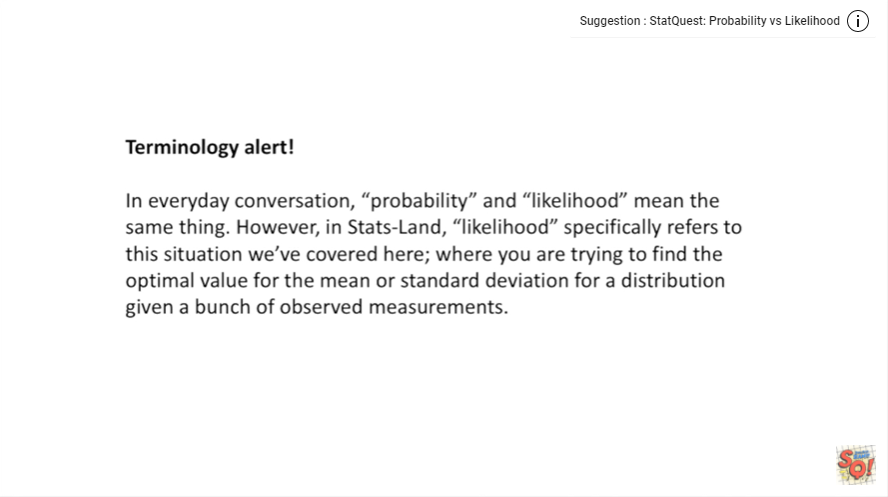 Suggestion : StatQuest: Probability vs Likelihood
Terminology alert!
In everyday conversation, “probability” and “likelihood” mean the
same thing. However, in Stats-Land, “likelihood” specifically refers to
this situation we’ve covered here; where you are trying to find the
optimal value for the mean or standard deviation for a distribution
given a bunch of observed measurements.
SQ!